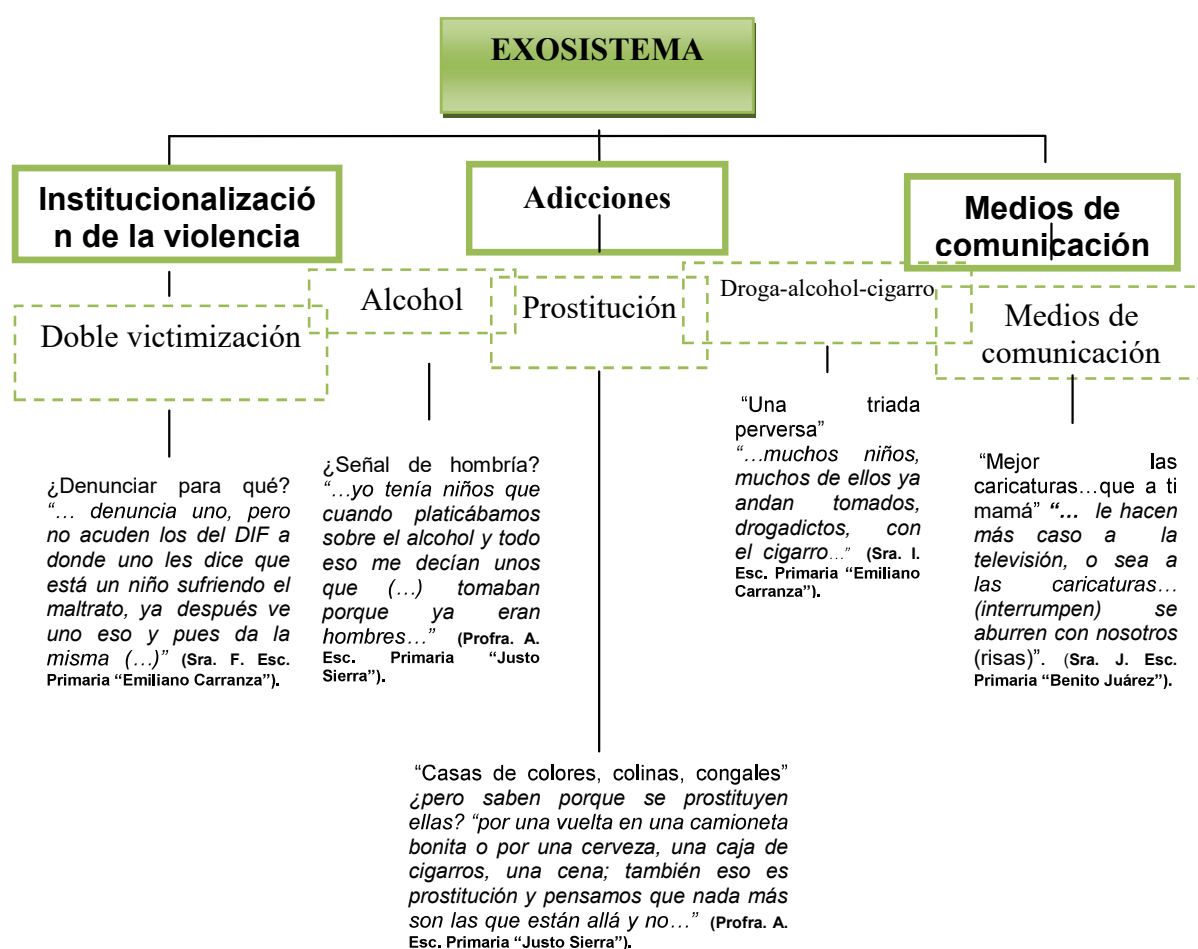 EXOSISTEMA
Institucionalizació
n de la violencia
Adicciones
Medios de
comunicación
Doble victimización
Alcohol
Prostitución
Droga-alcohol-cigarro
Medios de
comunicación
¿Denunciar para qué?
“… denuncia uno, pero
no acuden los del DIF a
donde uno les dice que
está un niño sufriendo el
maltrato, ya después ve
uno eso y pues da la
misma (…)” (Sra. F. Esc.
Primaria “Emiliano Carranza”).
¿Señal de hombría?
“…yo tenía niños que
cuando platicábamos
sobre el alcohol y todo
eso me decían unos
que (…) tomaban
porque ya eran
hombres…” (Profra. A.
Esc. Primaria “Justo
Sierra”).
“Casas de colores, colinas, congales”
¿pero saben porque se prostituyen
ellas? “por una vuelta en una camioneta
bonita o por una cerveza, una caja de
cigarros, una cena; también eso es
prostitución y pensamos que nada más
son las que están allá y no…” (Profra. A.
Esc. Primaria “Justo Sierra”).
“Una triada
perversa”
“…muchos niños,
muchos de ellos ya
andan tomados,
drogadictos, con
el cigarro…” (Sra. I.
Esc. Primaria “Emiliano
Carranza”).
“Mejor las
caricaturas…que a ti
mamá” “… le hacen
más caso a la
televisión, o sea a
las caricaturas…
(interrumpen) se
aburren con nosotros
(risas)”. (Sra. J. Esc.
Primaria “Benito Juárez”).